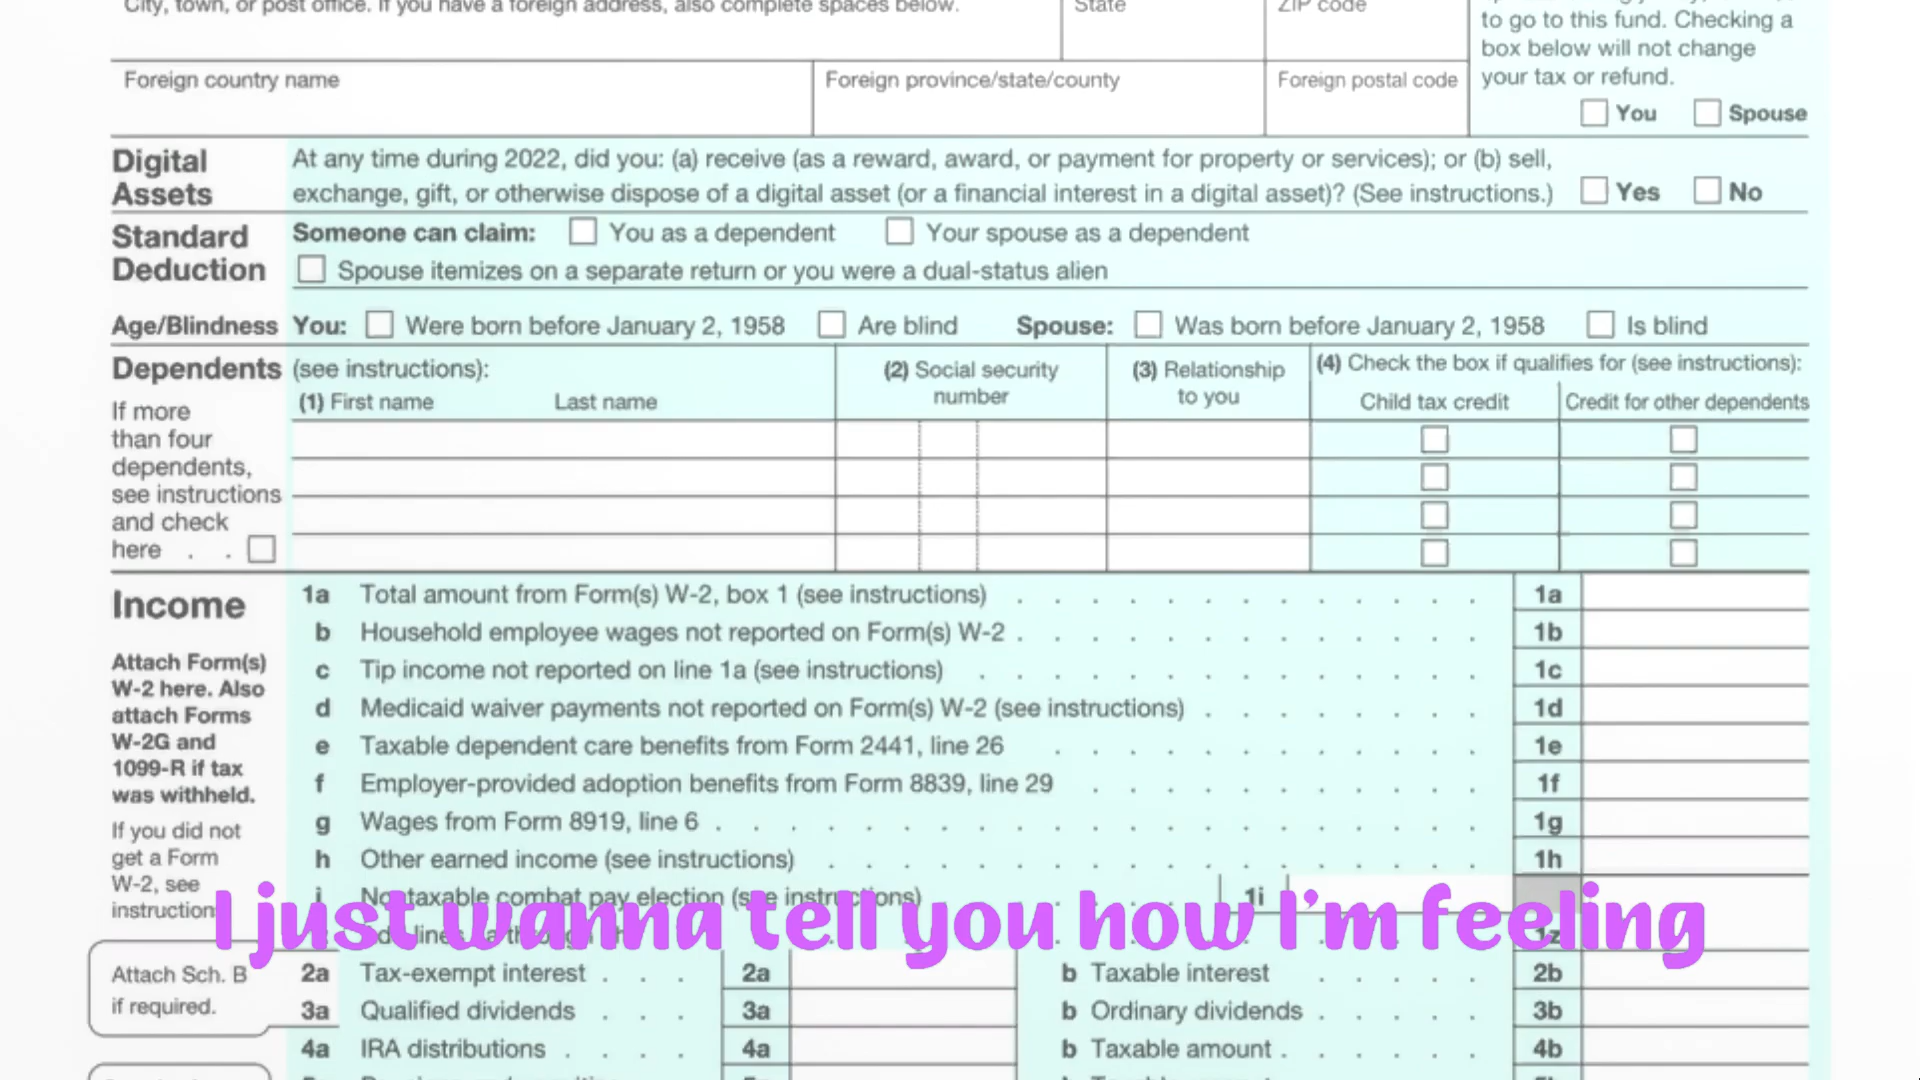 City, town, or post office. If you have a foreign address, also complete spaces below.
State
ZIP code
to go to this fund. Checking a
box below will not change
your tax or refund.
You Spouse
Foreign country name
Foreign province/state/county
Foreign postal code
Digital Assets
At any time during 2022, did you: (a) receive (as a reward, award, or payment for property or services); or (b) sell,
exchange, gift, or otherwise dispose of a digital asset (or a financial interest in a digital asset)? (See instructions.)
Yes No
Standard Deduction
Someone can claim: You as a dependent Your spouse as a dependent
Spouse itemizes on a separate return or you were a dual-status alien
Age/Blindness You: Were born before January 2, 1958 Are blind Spouse: Was born before January 2, 1958 Is blind
Dependents (see instructions):
(1) First name Last name
(2) Social security
number
(3) Relationship
to you
(4) Check the box if qualifies for (see instructions):
Child tax credit
Credit for other dependents
If more
than four
dependents,
see instructions
and check
here . .
Income
Attach Form(s)
W-2 here. Also
attach Forms
W-2G and
1099-R if tax
was withheld.
If you did not
get a Form
W-2, see
instructions
1a Total amount from Form(s) W-2, box 1 (see instructions) 1a
b Household employee wages not reported on Form(s) W-2 1b
c Tip income not reported on line 1a (see instructions) 1c
d Medicaid waiver payments not reported on Form(s) W-2 (see instructions) 1d
e Taxable dependent care benefits from Form 2441, line 26 1e
f Employer-provided adoption benefits from Form 8839, line 29 1f
g Wages from Form 8919, line 6 1g
h Other earned income (see instructions) 1h
i Nontaxable combat pay election (see instructions) 1i
1z
I just wanna tell you how I'm feeling
Attach Sch. B
if required.
2a Tax-exempt interest 2a b Taxable interest 2b
3a Qualified dividends 3a b Ordinary dividends 3b
4a IRA distributions 4a b Taxable amount 4b